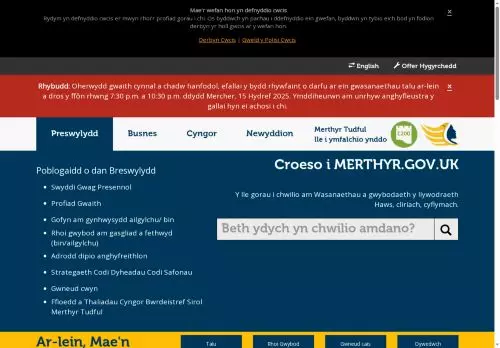 Mae'r wefan hon yn defnyddio cwcis
Rydym yn defnyddio cwcis er mwyn rhoi'r profiad gorau i chi. Os byddwch yn parhau i ddefnyddio ein gwefan, byddwn yn tybio eich bod yn fodlon
derbyn yr holl gwcis ar y wefan hon.
Derbyn Cwcis | Gweld y Polisi Cwcis
English
Offer Hygyrchedd
Rhybudd: Oherwydd gwaith cynnal a chadw hanfodol, efallai y bydd rhywfaint o darfu ar ein gwasanaethau talu ar-lein
a dros y ffôn rhwng 7:30 p.m. a 10:30 p.m. ddydd Mercher, 15 Hydref 2025. Ymddiheurwn am unrhyw anghyfleustra y
gallai hyn ei achosi i chi.
Preswylydd
Busnes
Cyngor
Newyddion
Merthyr Tudful
lle i ymfalchïo ynddo
£200
Poblogaidd o dan Breswylydd
Swyddi Gwag Presennol
Profiad Gwaith
Gofyn am gynhwysydd ailgylchu/ bin
Rhoi gwybod am gasgliad a fethwyd
(bin/ailgylchu)
Adrodd dipio anghyfreithlon
Strategaeth Codi Dyheadau Codi Safonau
Gwneud cwyn
Ffioedd a Thaliadau Cyngor Bwrdeistref Sirol
Merthyr Tudful
Croeso i MERTHYR.GOV.UK
Y lle gorau i chwilio am Wasanaethau a gwybodaeth y llywodraeth
Haws, cliriach, cyflymach.
Beth ydych yn chwilio amdano?
Ar-lein, Mae'n
Talu
Rhoi Gwybod
Gwneud cais
Dywedwch